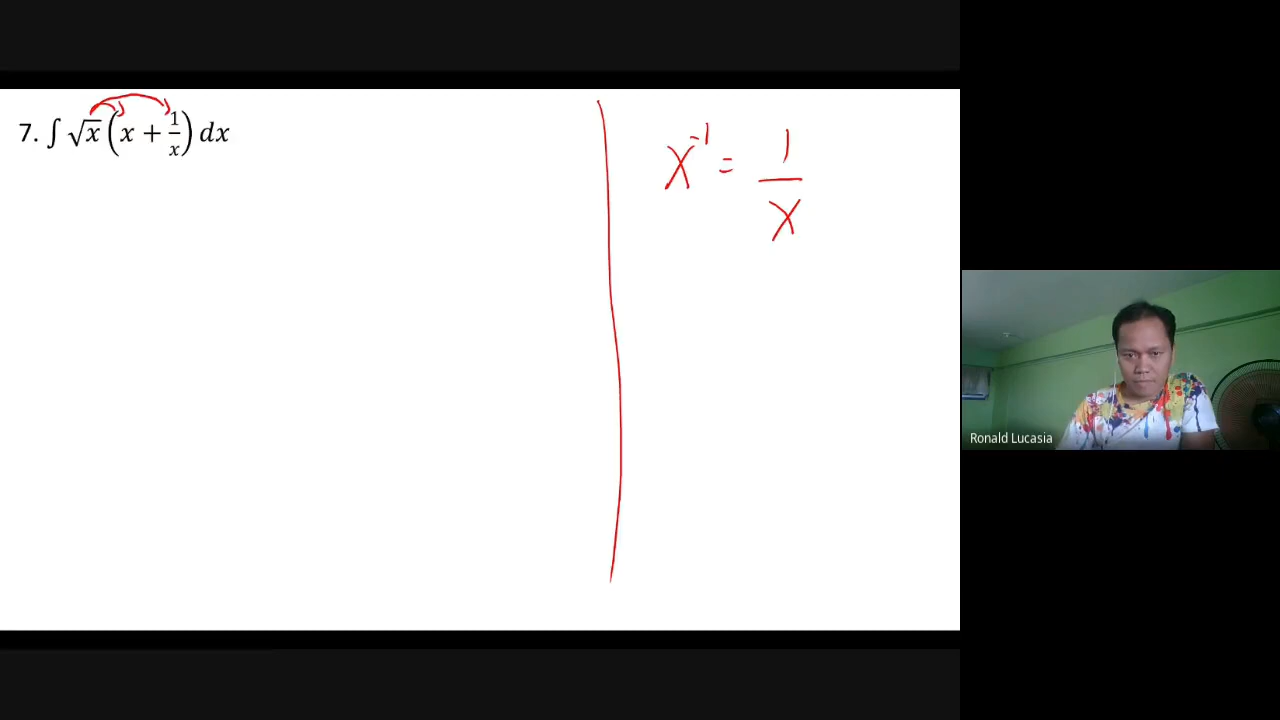 7. ∫ √x (x + 1/x) dx
x⁻¹ = 1/x
Ronald Lucasia